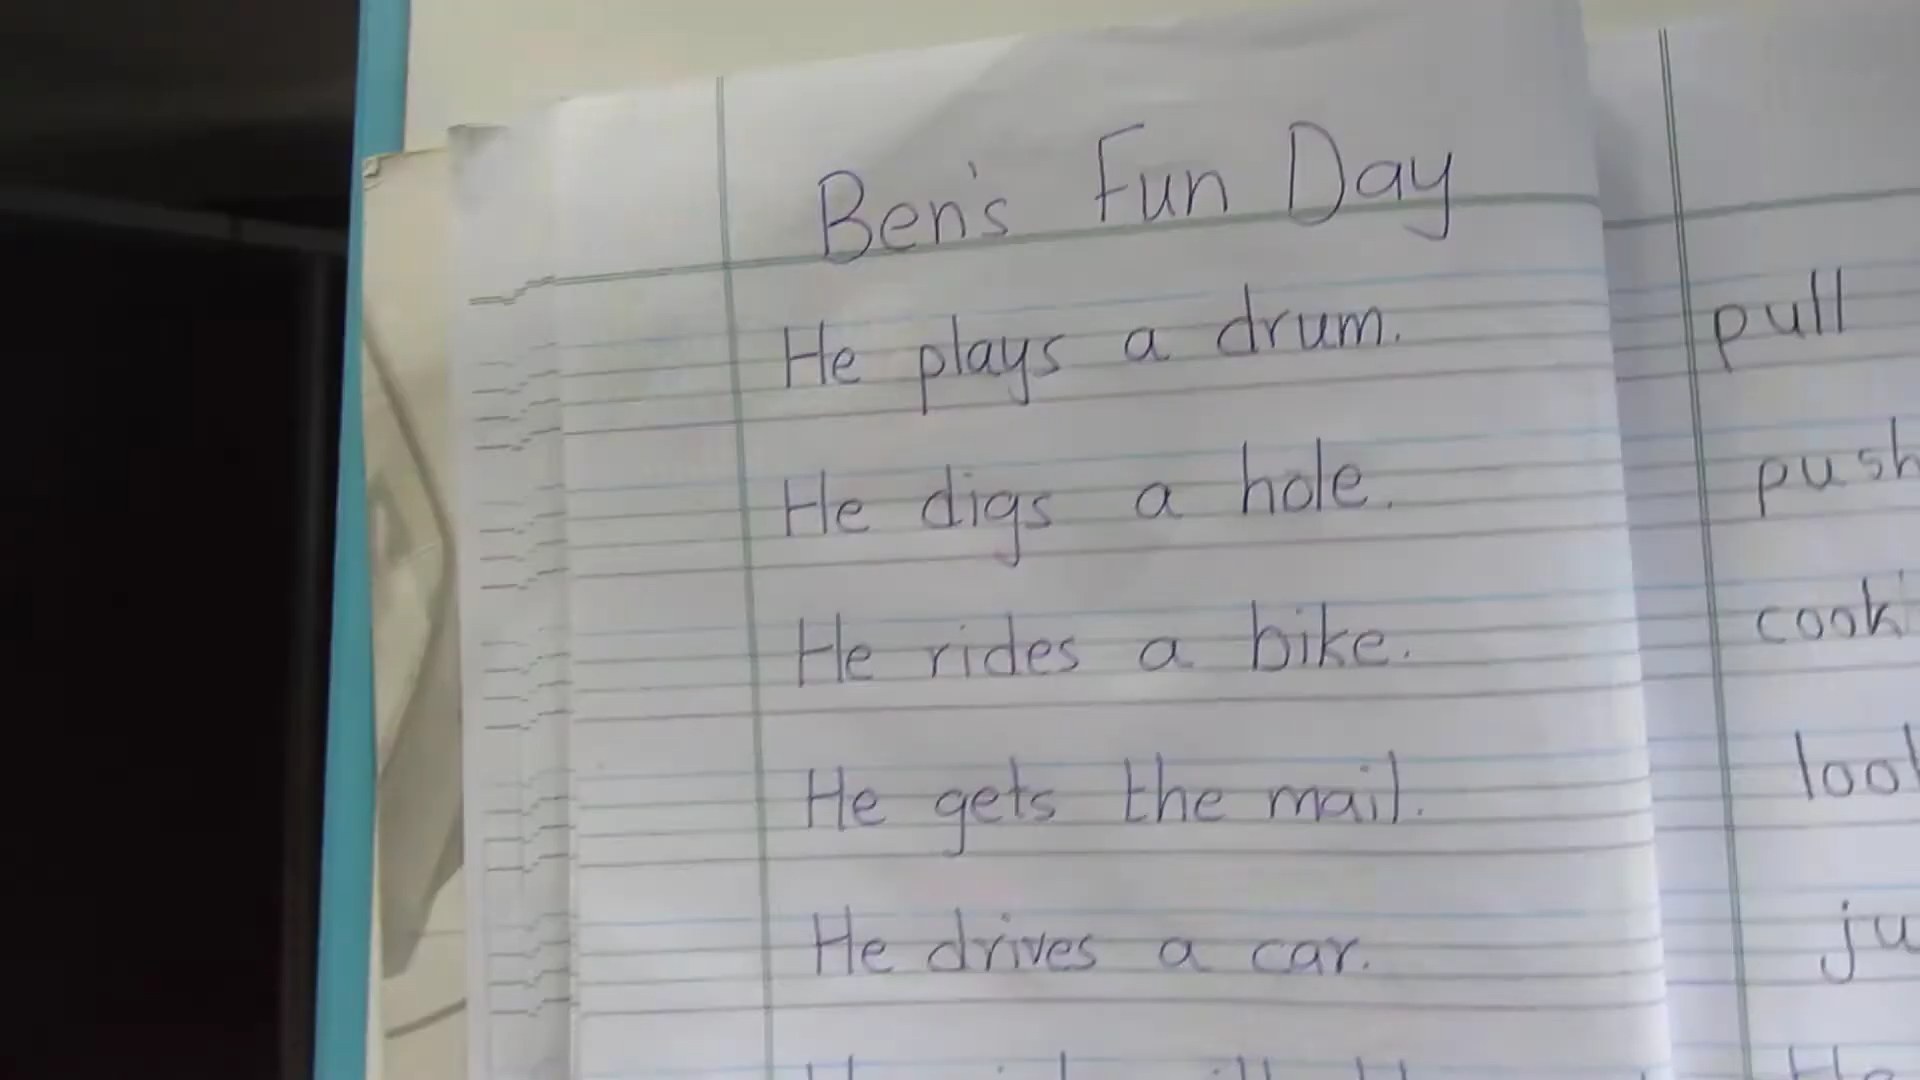 Ben's Fun Day
He plays a drum.
He digs a hole.
He rides a bike.
He gets the mail.
He drives a car.
pull
push
cook